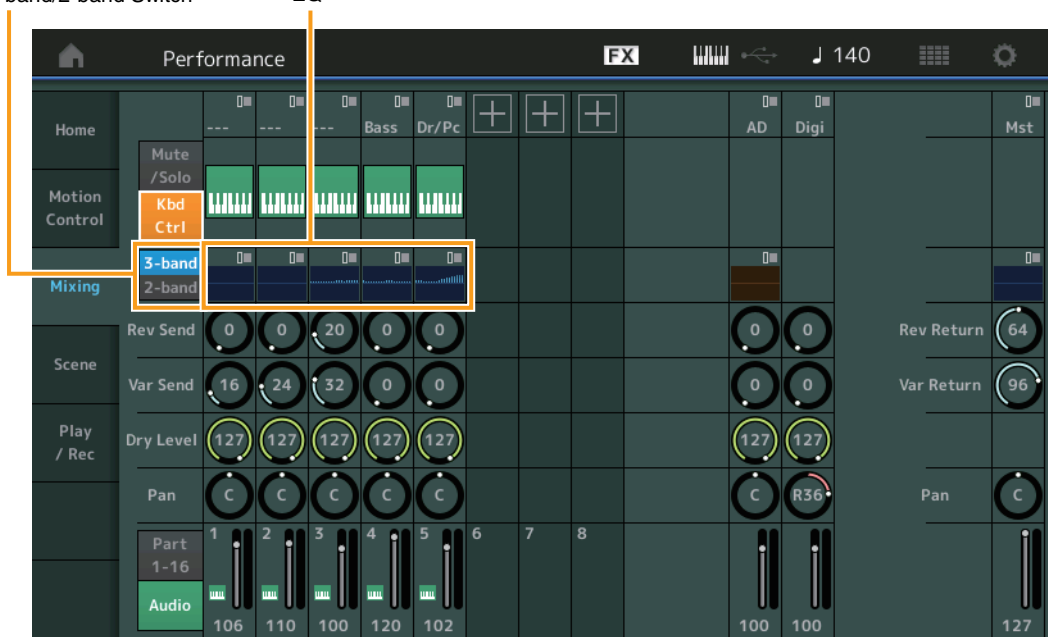 band/2-band Switch EQ
Performance FX 140
Home --- --- --- Bass Dr/Pc AD Digi Mst
Mute
/Solo
Motion
Control
Kbd
Ctrl
Mixing
3-band
2-band
Rev Send 0 0 20 0 0 0 0 Rev Return 64
Scene
Var Send 16 24 32 0 0 0 0 Var Return 96
Play
/ Rec
Dry Level 127 127 127 127 127 127 127
Pan C C C C C C R36 Pan C
Part
1-16
1 2 3 4 5 6 7 8
Audio
106 110 100 120 102 100 100 127